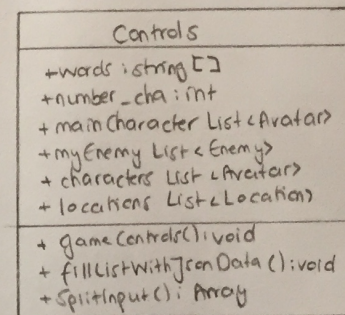 Controls
+words : string []
+number_cha : int
+ mainCharacter List <Avatar>
+myEnemy List <Enemy>
+ characters List <Avatar>
+ locations List <Location>
+ gameControls() : void
+ fillListWithJsonData () : void
+SplitInput() : Array